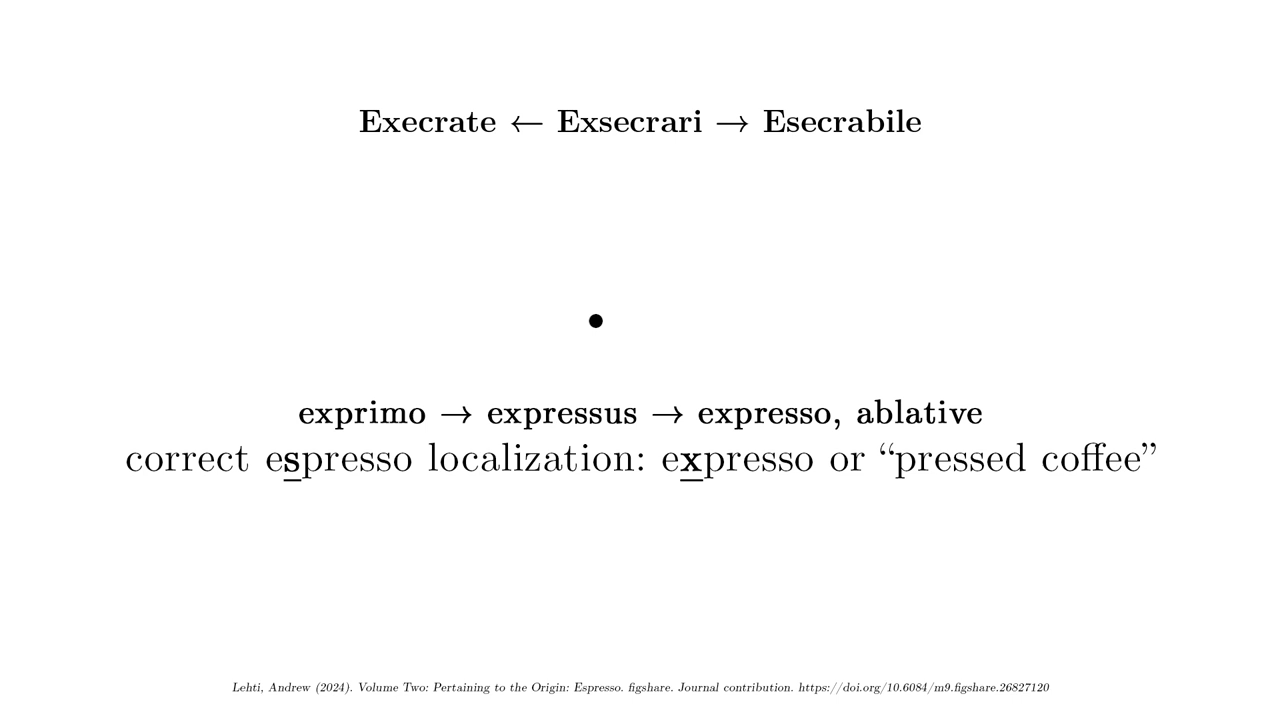 Execrate ← Exsecrari → Esecrabile
exprimo → expressus → expresso, ablative
correct espresso localization: expresso or “pressed coffee”
Lehti, Andrew (2024). Volume Two: Pertaining to the Origin: Espresso. figshare. Journal contribution. https://doi.org/10.6084/m9.figshare.26827120